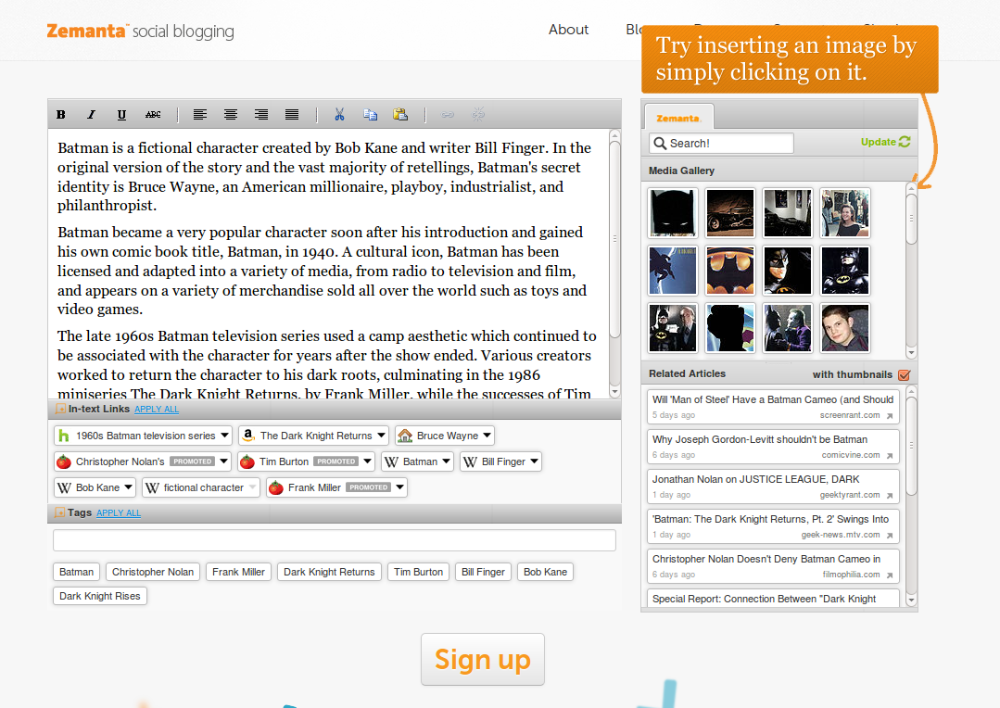 Zemanta™ social blogging
About
Try inserting an image by
simply clicking on it.
B I U ABC
Batman is a fictional character created by Bob Kane and writer Bill Finger. In the
original version of the story and the vast majority of retellings, Batman's secret
identity is Bruce Wayne, an American millionaire, playboy, industrialist, and
philanthropist.
Batman became a very popular character soon after his introduction and gained
his own comic book title, Batman, in 1940. A cultural icon, Batman has been
licensed and adapted into a variety of media, from radio to television and film,
and appears on a variety of merchandise sold all over the world such as toys and
video games.
The late 1960s Batman television series used a camp aesthetic which continued to
be associated with the character for years after the show ended. Various creators
worked to return the character to his dark roots, culminating in the 1986
miniseries The Dark Knight Returns, by Frank Miller, while the successes of Tim
In-text Links APPLY ALL
h 1960s Batman television series
a The Dark Knight Returns
Bruce Wayne
Christopher Nolan's PROMOTED
Tim Burton PROMOTED
W Batman
W Bill Finger
W Bob Kane
W fictional character
Frank Miller PROMOTED
Tags APPLY ALL
Batman
Christopher Nolan
Frank Miller
Dark Knight Returns
Tim Burton
Bill Finger
Bob Kane
Dark Knight Rises
Zemanta
Search!
Update
Media Gallery
Related Articles
with thumbnails
Will 'Man of Steel' Have a Batman Cameo (and Should
5 days ago screenrant.com
Why Joseph Gordon-Levitt shouldn't be Batman
6 days ago comicvine.com
Jonathan Nolan on JUSTICE LEAGUE, DARK
1 day ago geektyrant.com
'Batman: The Dark Knight Returns, Pt. 2' Swings Into
1 day ago geek-news.mtv.com
Christopher Nolan Doesn't Deny Batman Cameo in
6 days ago filmophilia.com
Special Report: Connection Between "Dark Knight
Sign up